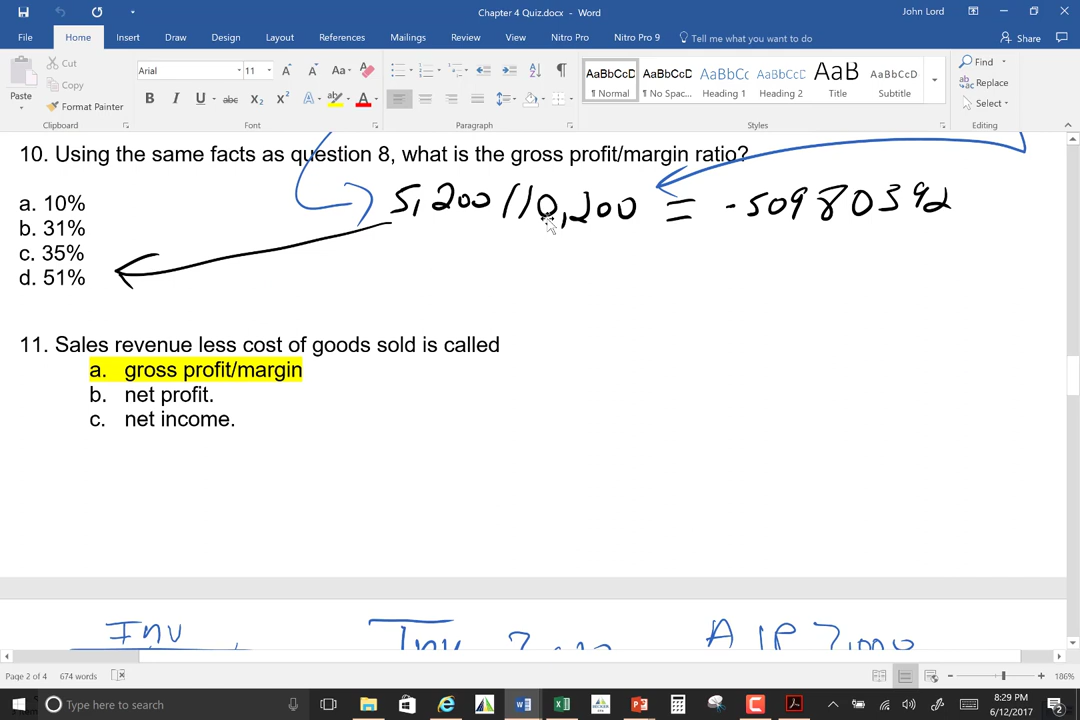 Chapter 4 Quiz.docx - Word
John Lord
File Home Insert Draw Design Layout References Mailings Review View Nitro Pro Nitro Pro 9 Tell me what you want to do Share
Paste
Cut
Copy
Format Painter
Clipboard
Arial 11
Font
Paragraph
AaBbCcD AaBbCcD AaBbCc AaBbCcD AaB AaBbCcD
¶ Normal ¶ No Spac... Heading 1 Heading 2 Title Subtitle
Styles
Find
Replace
Select
Editing
10. Using the same facts as question 8, what is the gross profit/margin ratio?
5,200/10,200 = .50980392
a. 10%
b. 31%
c. 35%
d. 51%
11. Sales revenue less cost of goods sold is called
a. gross profit/margin
b. net profit.
c. net income.
Inv
Page 2 of 4 674 words 186%
Type here to search
8:29 PM
6/12/2017